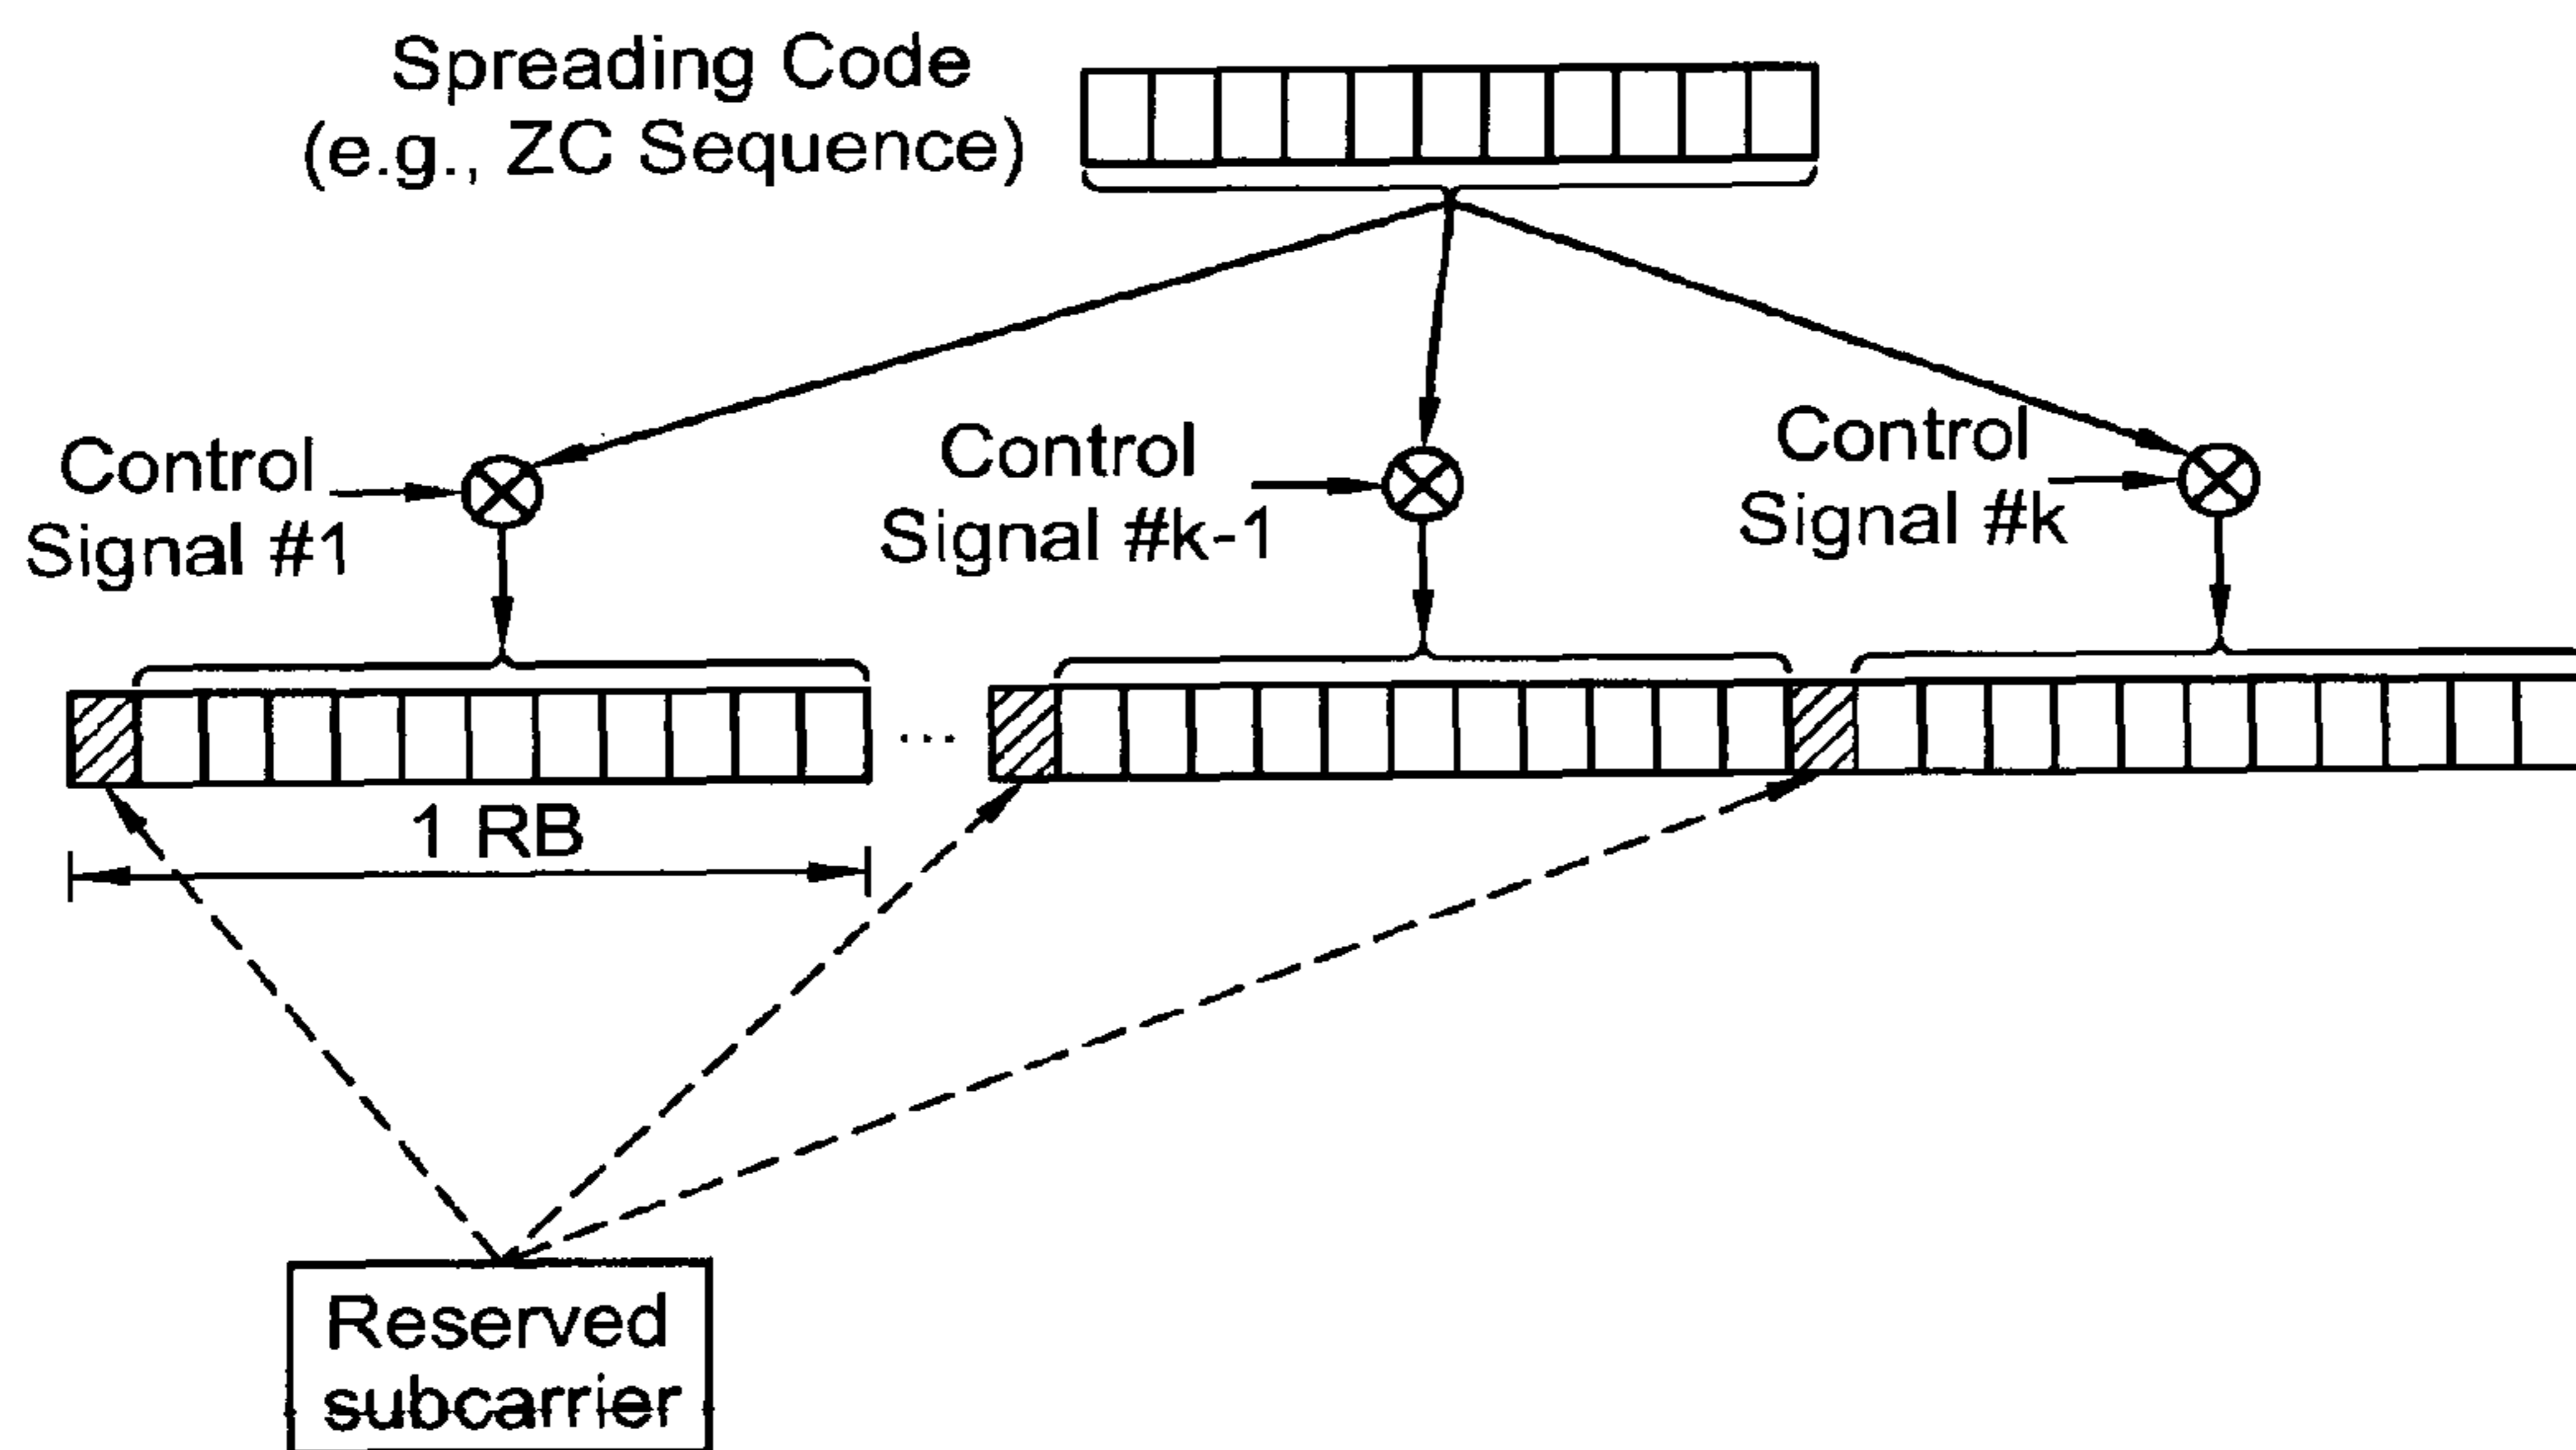 Spreading Code
(e.g., ZC Sequence)
Control
Signal #1
Control
Signal #k-1
Control
Signal #k
...
1 RB
Reserved
subcarrier